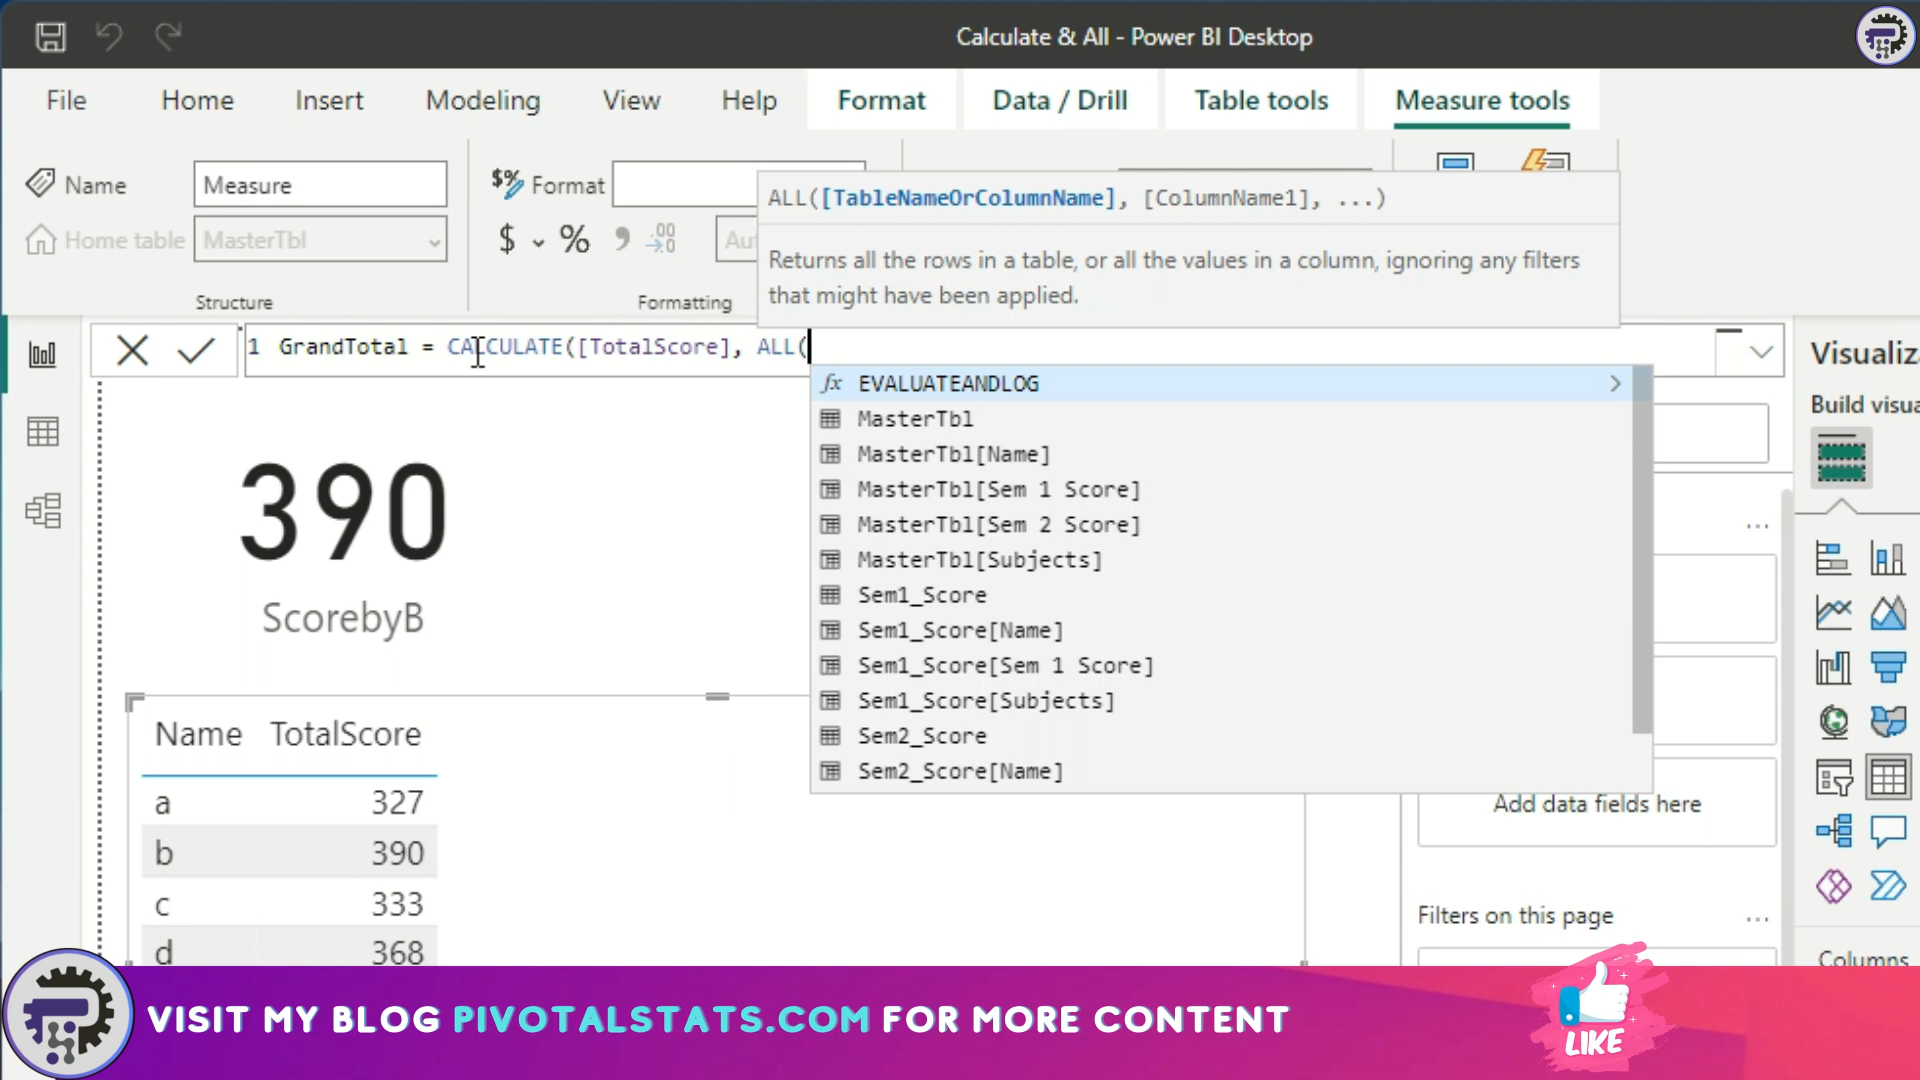 Calculate & All - Power BI Desktop
File Home Insert Modeling View Help Format Data / Drill Table tools Measure tools
Name Measure
Home table MasterTbl
Structure
$% Format
$ % , .00 →.0
Formatting
ALL([TableNameOrColumnName], [ColumnName1], ...)
Returns all the rows in a table, or all the values in a column, ignoring any filters
that might have been applied.
1 GrandTotal = CALCULATE([TotalScore], ALL(
EVALUATEANDLOG
MasterTbl
MasterTbl[Name]
MasterTbl[Sem 1 Score]
MasterTbl[Sem 2 Score]
MasterTbl[Subjects]
Sem1_Score
Sem1_Score[Name]
Sem1_Score[Sem 1 Score]
Sem1_Score[Subjects]
Sem2_Score
Sem2_Score[Name]
390
ScorebyB
Name TotalScore
a 327
b 390
c 333
d 368
Add data fields here
Filters on this page ...
Visualiz
Build visua
Columns
VISIT MY BLOG PIVOTALSTATS.COM FOR MORE CONTENT
LIKE